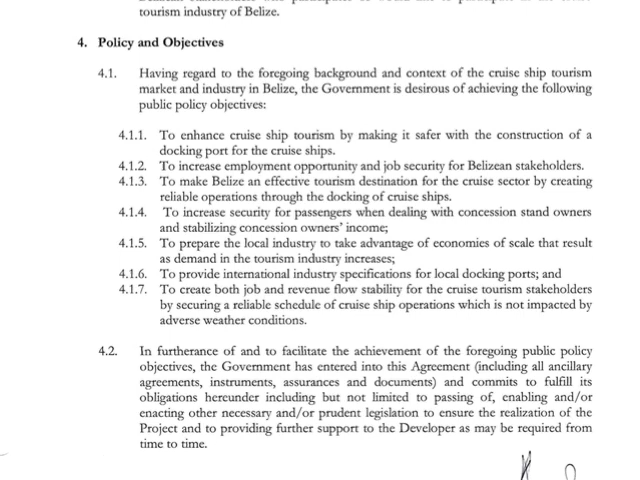 tourism industry of Belize.
4. Policy and Objectives
4.1. Having regard to the foregoing background and context of the cruise ship tourism
market and industry in Belize, the Government is desirous of achieving the following
public policy objectives:
4.1.1. To enhance cruise ship tourism by making it safer with the construction of a
docking port for the cruise ships.
4.1.2. To increase employment opportunity and job security for Belizean stakeholders.
4.1.3. To make Belize an effective tourism destination for the cruise sector by creating
reliable operations through the docking of cruise ships.
4.1.4. To increase security for passengers when dealing with concession stand owners
and stabilizing concession owners' income;
4.1.5. To prepare the local industry to take advantage of economies of scale that result
as demand in the tourism industry increases;
4.1.6. To provide international industry specifications for local docking ports; and
4.1.7. To create both job and revenue flow stability for the cruise tourism stakeholders
by securing a reliable schedule of cruise ship operations which is not impacted by
adverse weather conditions.
4.2. In furtherance of and to facilitate the achievement of the foregoing public policy
objectives, the Government has entered into this Agreement (including all ancillary
agreements, instruments, assurances and documents) and commits to fulfill its
obligations hereunder including but not limited to passing of, enabling and/or
enacting other necessary and/or prudent legislation to ensure the realization of the
Project and to providing further support to the Developer as may be required from
time to time.